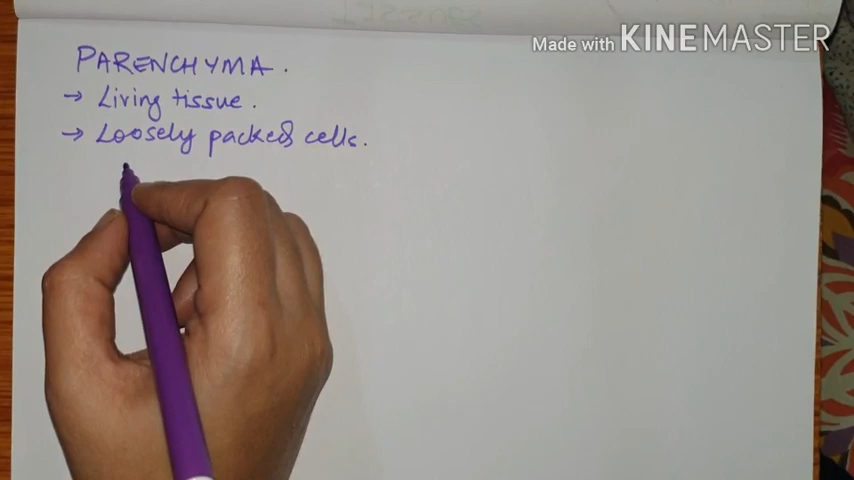 Made with KINEMASTER
PARENCHYMA.
→ Living tissue.
→ Loosely packed cells.